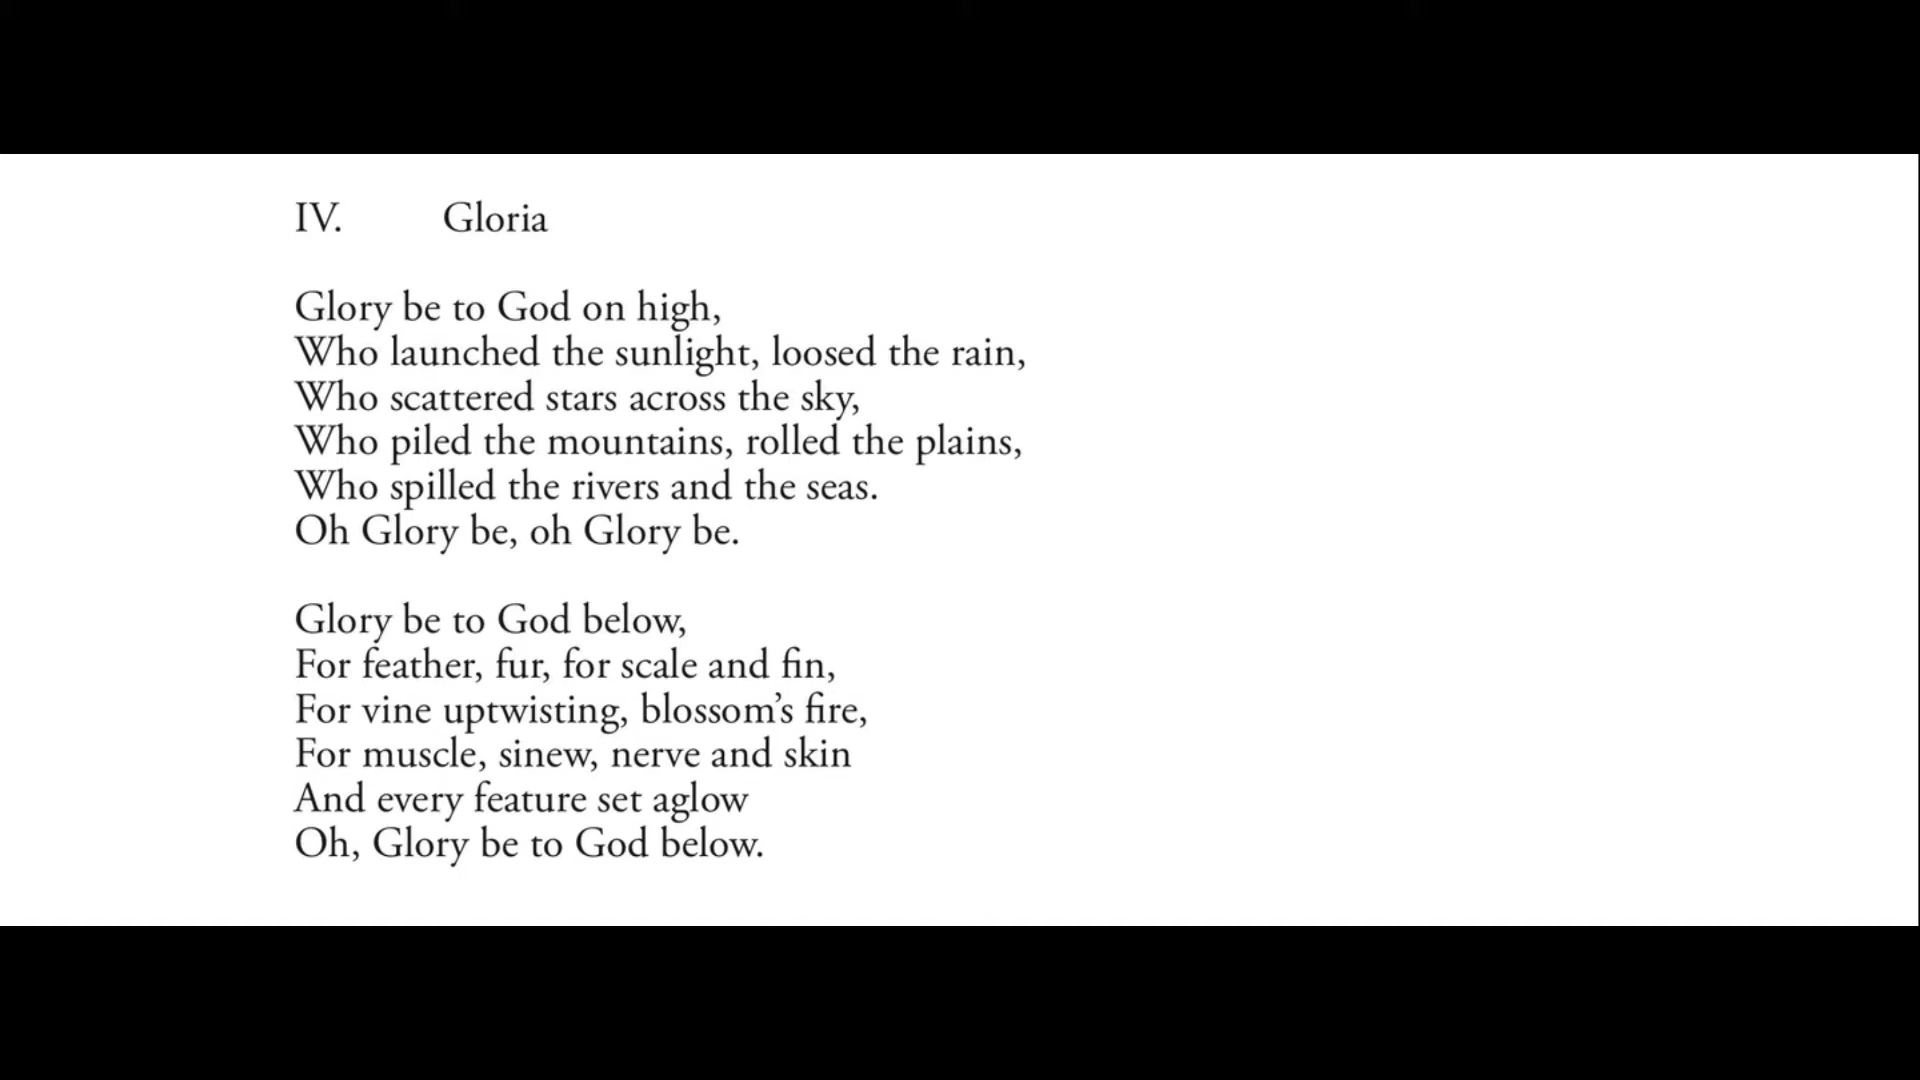 IV. Gloria
Glory be to God on high,
Who launched the sunlight, loosed the rain,
Who scattered stars across the sky,
Who piled the mountains, rolled the plains,
Who spilled the rivers and the seas.
Oh Glory be, oh Glory be.
Glory be to God below,
For feather, fur, for scale and fin,
For vine uptwisting, blossom’s fire,
For muscle, sinew, nerve and skin
And every feature set aglow
Oh, Glory be to God below.